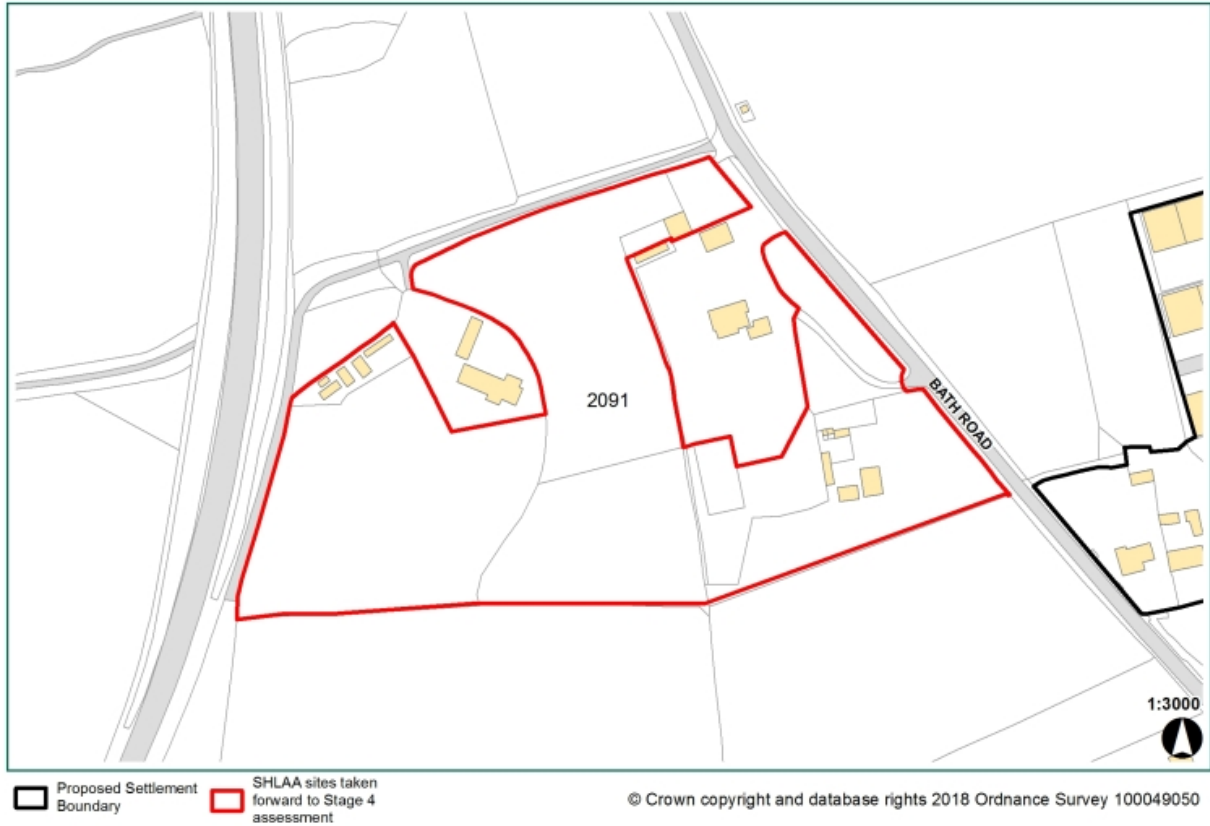 2091
BATH ROAD
1:3000
Proposed Settlement
Boundary
SHLAA sites taken
forward to Stage 4
assessment
© Crown copyright and database rights 2018 Ordnance Survey 100049050